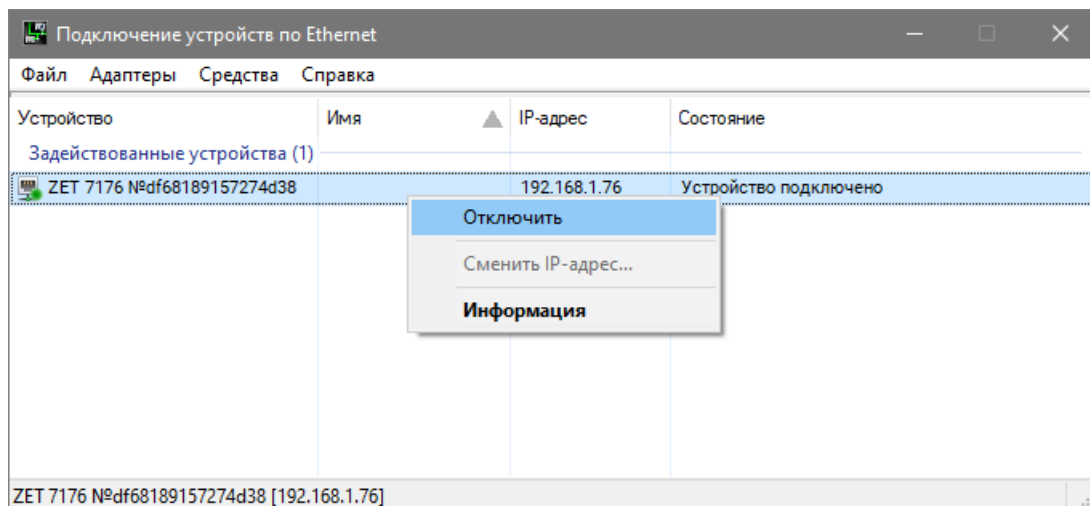 Подключение устройств по Ethernet
Файл Адаптеры Средства Справка
Устройство Имя IP-адрес Состояние
Задействованные устройства (1)
ZET 7176 №df68189157274d38 192.168.1.76 Устройство подключено
Отключить
Сменить IP-адрес...
Информация
ZET 7176 №df68189157274d38 [192.168.1.76]